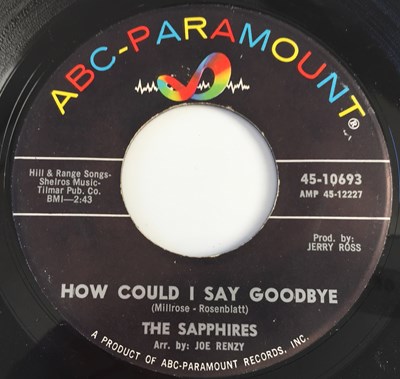 ABC-PARAMOUNT®
Hill & Range Songs-
Shelros Music-
Tilmar Pub. Co.
BMI-2:43
45-10693
AMP 45-12227
Prod. by:
JERRY ROSS
HOW COULD I SAY GOODBYE
(Millrose - Rosenblatt)
THE SAPPHIRES
Arr. by: JOE RENZY
A PRODUCT OF ABC-PARAMOUNT RECORDS, INC.